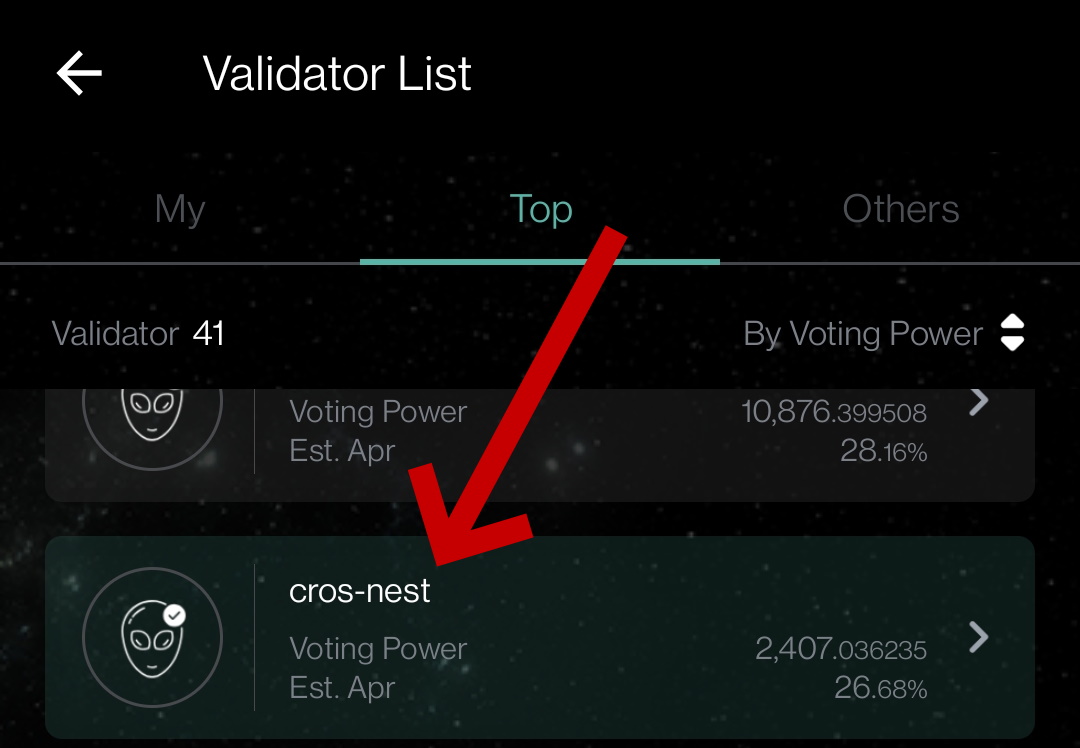 Validator List
My Top Others
Validator 41 By Voting Power
Voting Power 10,876.399508
Est. Apr 28.16%
cros-nest
Voting Power 2,407.036235
Est. Apr 26.68%